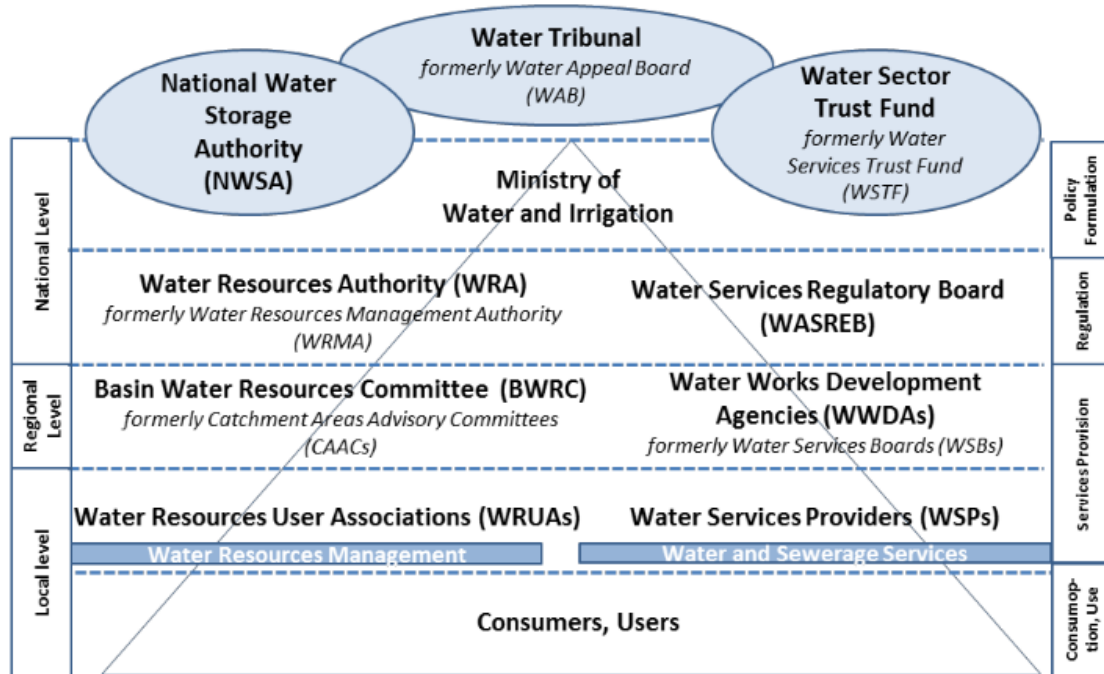 Water Tribunal
formerly Water Appeal Board
(WAB)
National Water
Storage
Authority
(NWSA)
Water Sector
Trust Fund
formerly Water
Services Trust Fund
(WSTF)
Ministry of
Water and Irrigation
National Level
Policy
Formulation
Water Resources Authority (WRA)
formerly Water Resources Management Authority
(WRMA)
Water Services Regulatory Board
(WASREB)
Regulation
Regional
Level
Basin Water Resources Committee (BWRC)
formerly Catchment Areas Advisory Committees
(CAACs)
Water Works Development
Agencies (WWDAs)
formerly Water Services Boards (WSBs)
Services Provision
Local level
Water Resources User Associations (WRUAs)
Water Services Providers (WSPs)
Water Resources Management
Water and Sewerage Services
Consumers, Users
Consumop-
tion, Use